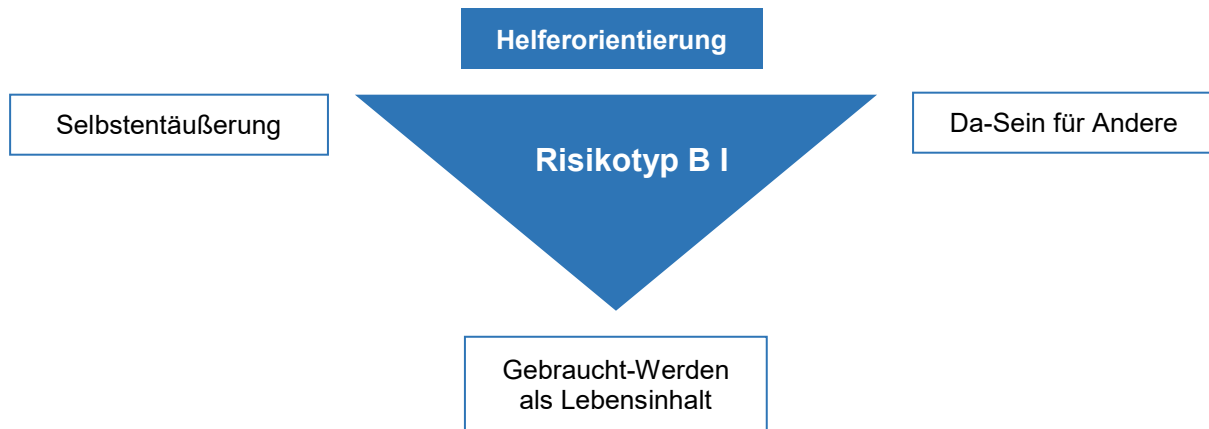 Helferorientierung
Selbstentäußerung
Da-Sein für Andere
Risikotyp B I
Gebraucht-Werden
als Lebensinhalt